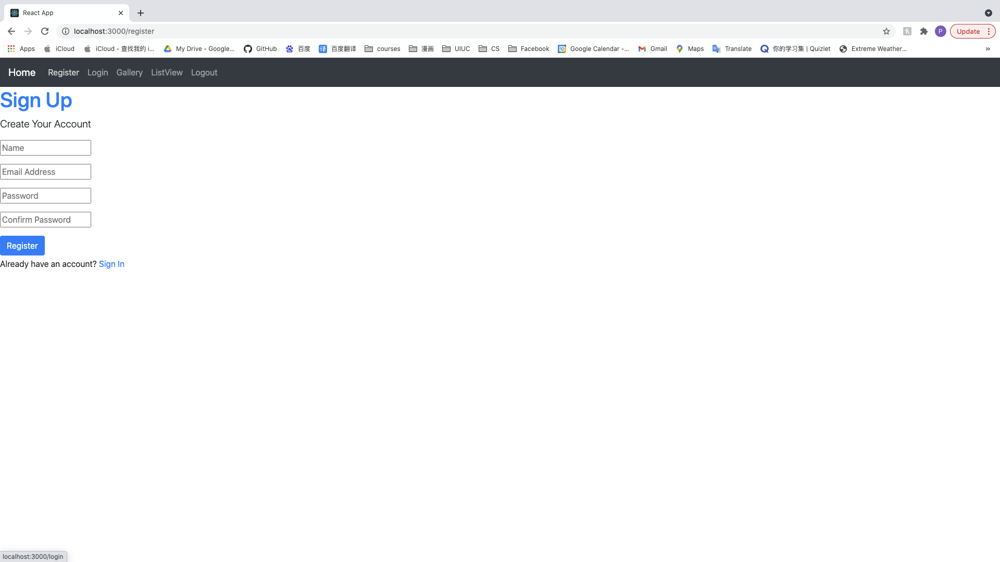 React App
localhost:3000/register
P
Update
Apps iCloud iCloud - 查找我的 i... My Drive - Google... GitHub 百度 译 百度翻译 courses 漫画 UIUC CS Facebook 10 Google Calendar -... Gmail Maps Translate 你的学习集 | Quizlet Extreme Weather... »
Home Register Login Gallery ListView Logout
Sign Up
Create Your Account
Name
Email Address
Password
Confirm Password
Register
Already have an account? Sign In
localhost:3000/login